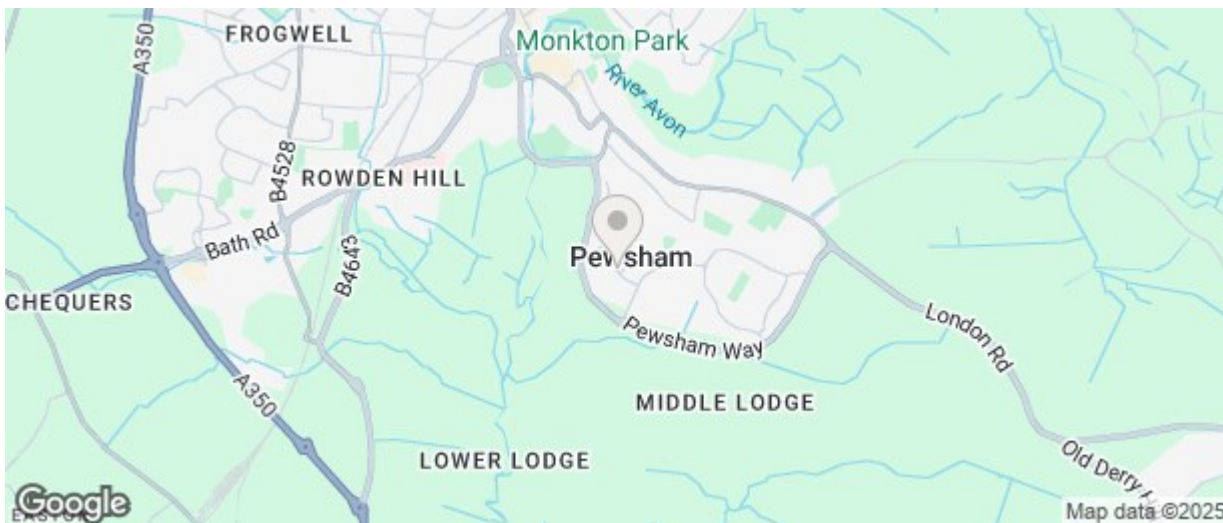 FROGWELL
Monkton Park
A350
River Avon
B4528
ROWDEN HILL
Bath Rd
B4643
Pewsham
CHEQUERS
London Rd
Pewsham Way
A350
MIDDLE LODGE
LOWER LODGE
Old Derry
Google
Map data ©2025